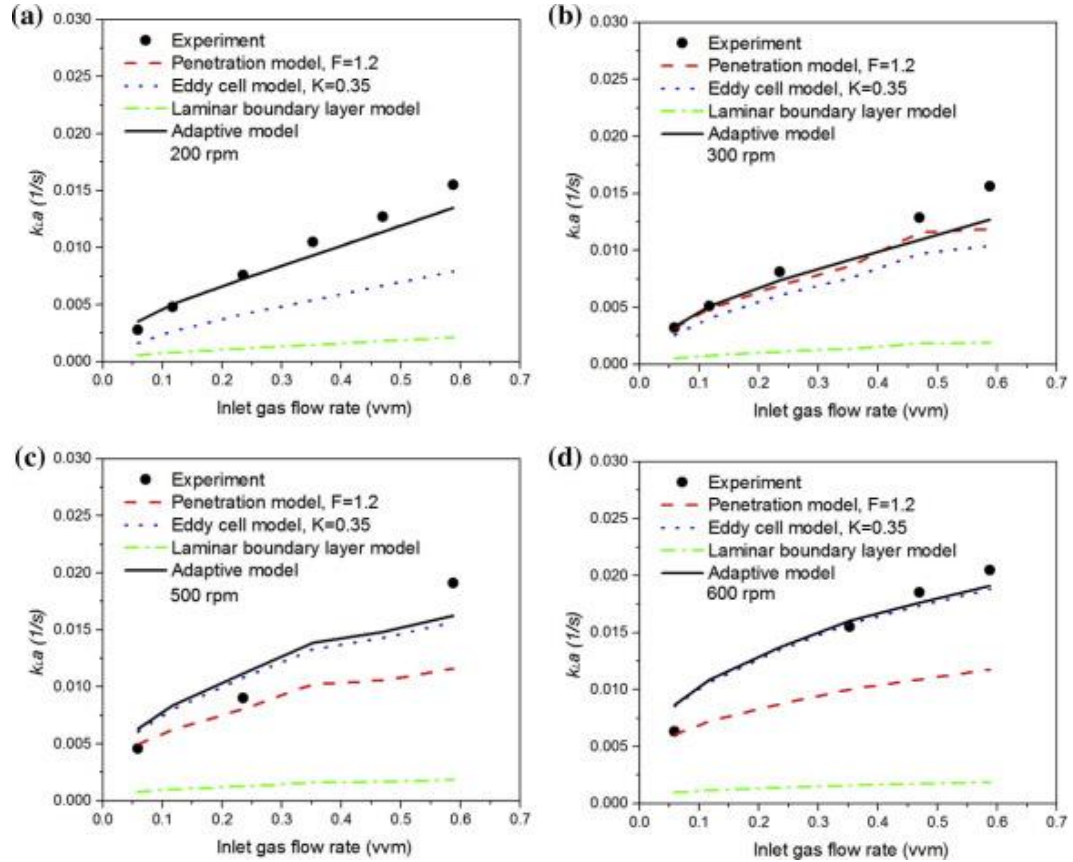 (a)
0.030
0.025
0.020
0.015
0.010
0.005
0.000
kLa (1/s)
Experiment
Penetration model, F=1.2
Eddy cell model, K=0.35
Laminar boundary layer model
Adaptive model
200 rpm
0.0 0.1 0.2 0.3 0.4 0.5 0.6 0.7
Inlet gas flow rate (vvm)
(b)
0.030
0.025
0.020
0.015
0.010
0.005
0.000
kLa (1/s)
Experiment
Penetration model, F=1.2
Eddy cell model, K=0.35
Laminar boundary layer model
Adaptive model
300 rpm
0.0 0.1 0.2 0.3 0.4 0.5 0.6 0.7
Inlet gas flow rate (vvm)
(c)
0.030
0.025
0.020
0.015
0.010
0.005
0.000
kLa (1/s)
Experiment
Penetration model, F=1.2
Eddy cell model, K=0.35
Laminar boundary layer model
Adaptive model
500 rpm
0.0 0.1 0.2 0.3 0.4 0.5 0.6 0.7
Inlet gas flow rate (vvm)
(d)
0.030
0.025
0.020
0.015
0.010
0.005
0.000
kLa (1/s)
Experiment
Penetration model, F=1.2
Eddy cell model, K=0.35
Laminar boundary layer model
Adaptive model
600 rpm
0.0 0.1 0.2 0.3 0.4 0.5 0.6 0.7
Inlet gas flow rate (vvm)